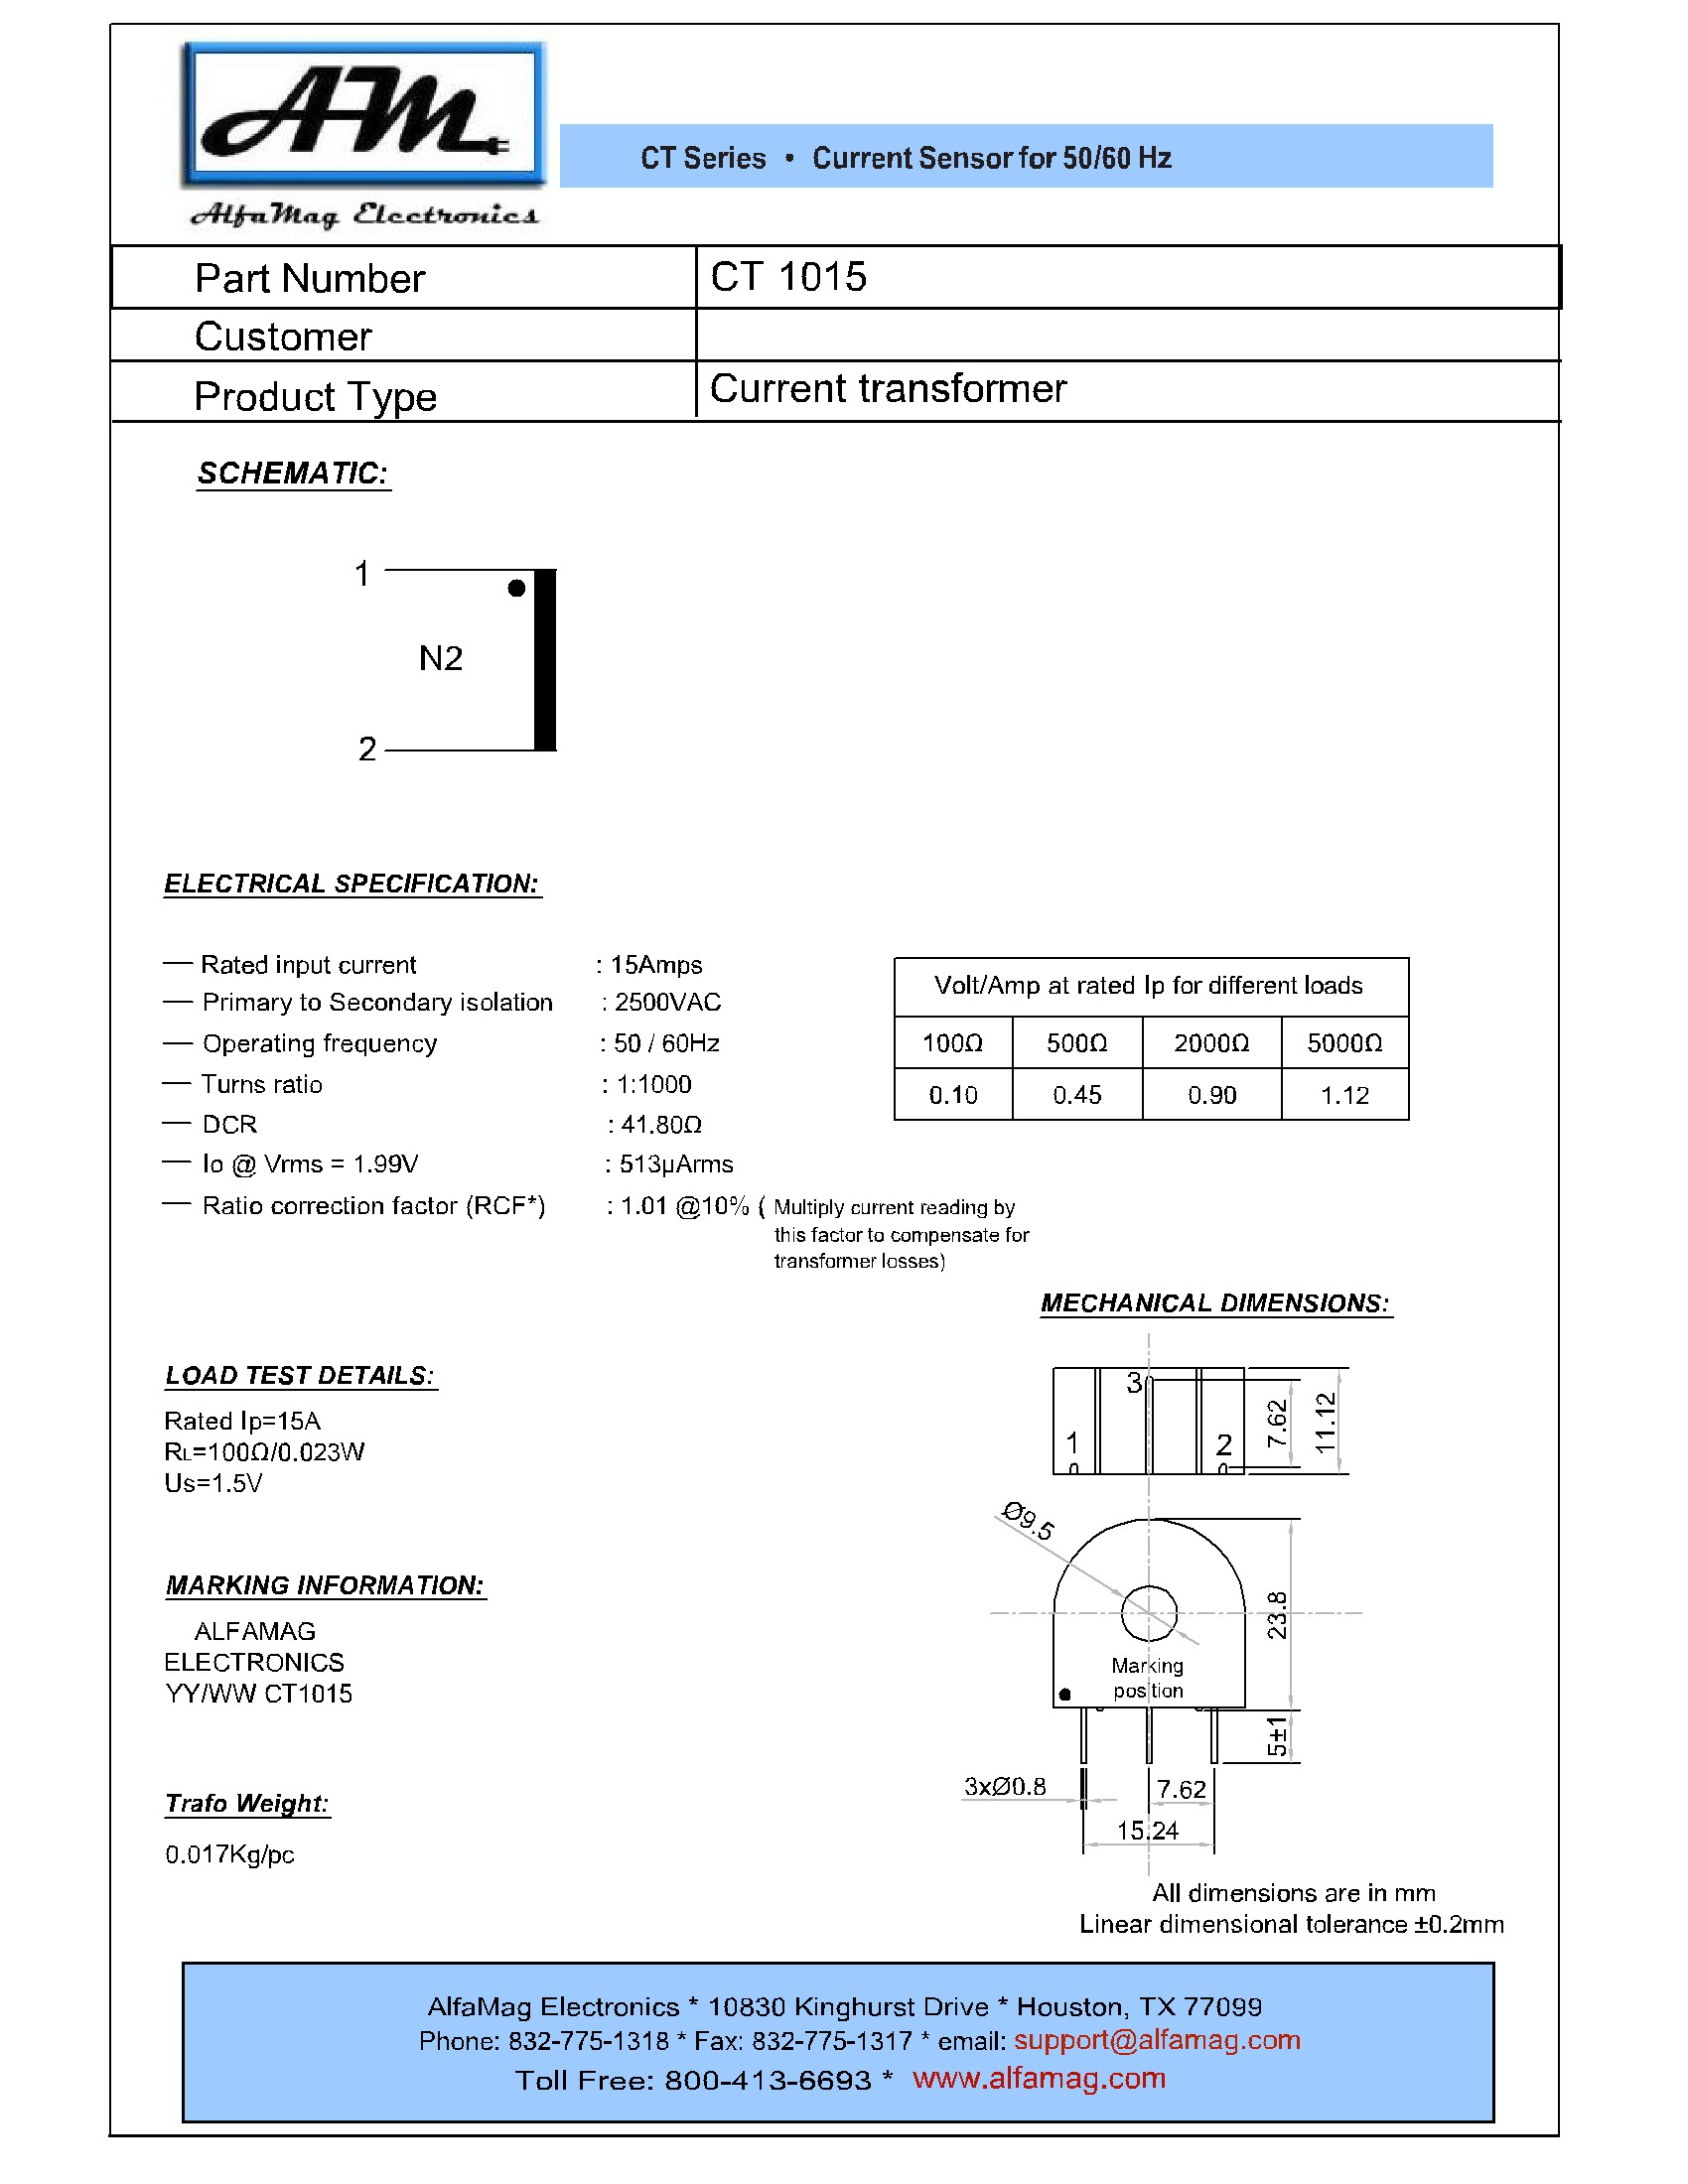 AM
AlfaMag Electronics
CT Series • Current Sensor for 50/60 Hz
Part Number CT 1015
Customer
Product Type Current transformer
SCHEMATIC:
1
N2
2
ELECTRICAL SPECIFICATION:
— Rated input current : 15Amps
— Primary to Secondary isolation : 2500VAC
— Operating frequency : 50 / 60Hz
— Turns ratio : 1:1000
— DCR : 41.80Ω
— Io @ Vrms = 1.99V : 513µArms
— Ratio correction factor (RCF*) : 1.01 @10% ( Multiply current reading by
this factor to compensate for
transformer losses)
Volt/Amp at rated Ip for different loads
100Ω 500Ω 2000Ω 5000Ω
0.10 0.45 0.90 1.12
MECHANICAL DIMENSIONS:
3
1 2
7.62
11.12
Ø9.5
23.8
Marking
position
5±1
3xØ0.8
7.62
15.24
All dimensions are in mm
Linear dimensional tolerance ±0.2mm
LOAD TEST DETAILS:
Rated Ip=15A
RL=100Ω/0.023W
Us=1.5V
MARKING INFORMATION:
ALFAMAG
ELECTRONICS
YY/WW CT1015
Trafo Weight:
0.017Kg/pc
AlfaMag Electronics * 10830 Kinghurst Drive * Houston, TX 77099
Phone: 832-775-1318 * Fax: 832-775-1317 * email: support@alfamag.com
Toll Free: 800-413-6693 * www.alfamag.com